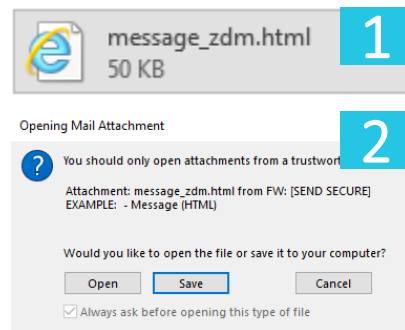 message_zdm.html
50 KB
1
Opening Mail Attachment
2
You should only open attachments from a
Attachment: message_zdm.html from FW: [SEND SECURE]
EXAMPLE: - Message (HTML)
Would you like to open the file or save it to your computer?
Open Save Cancel
Always ask before opening this type of file